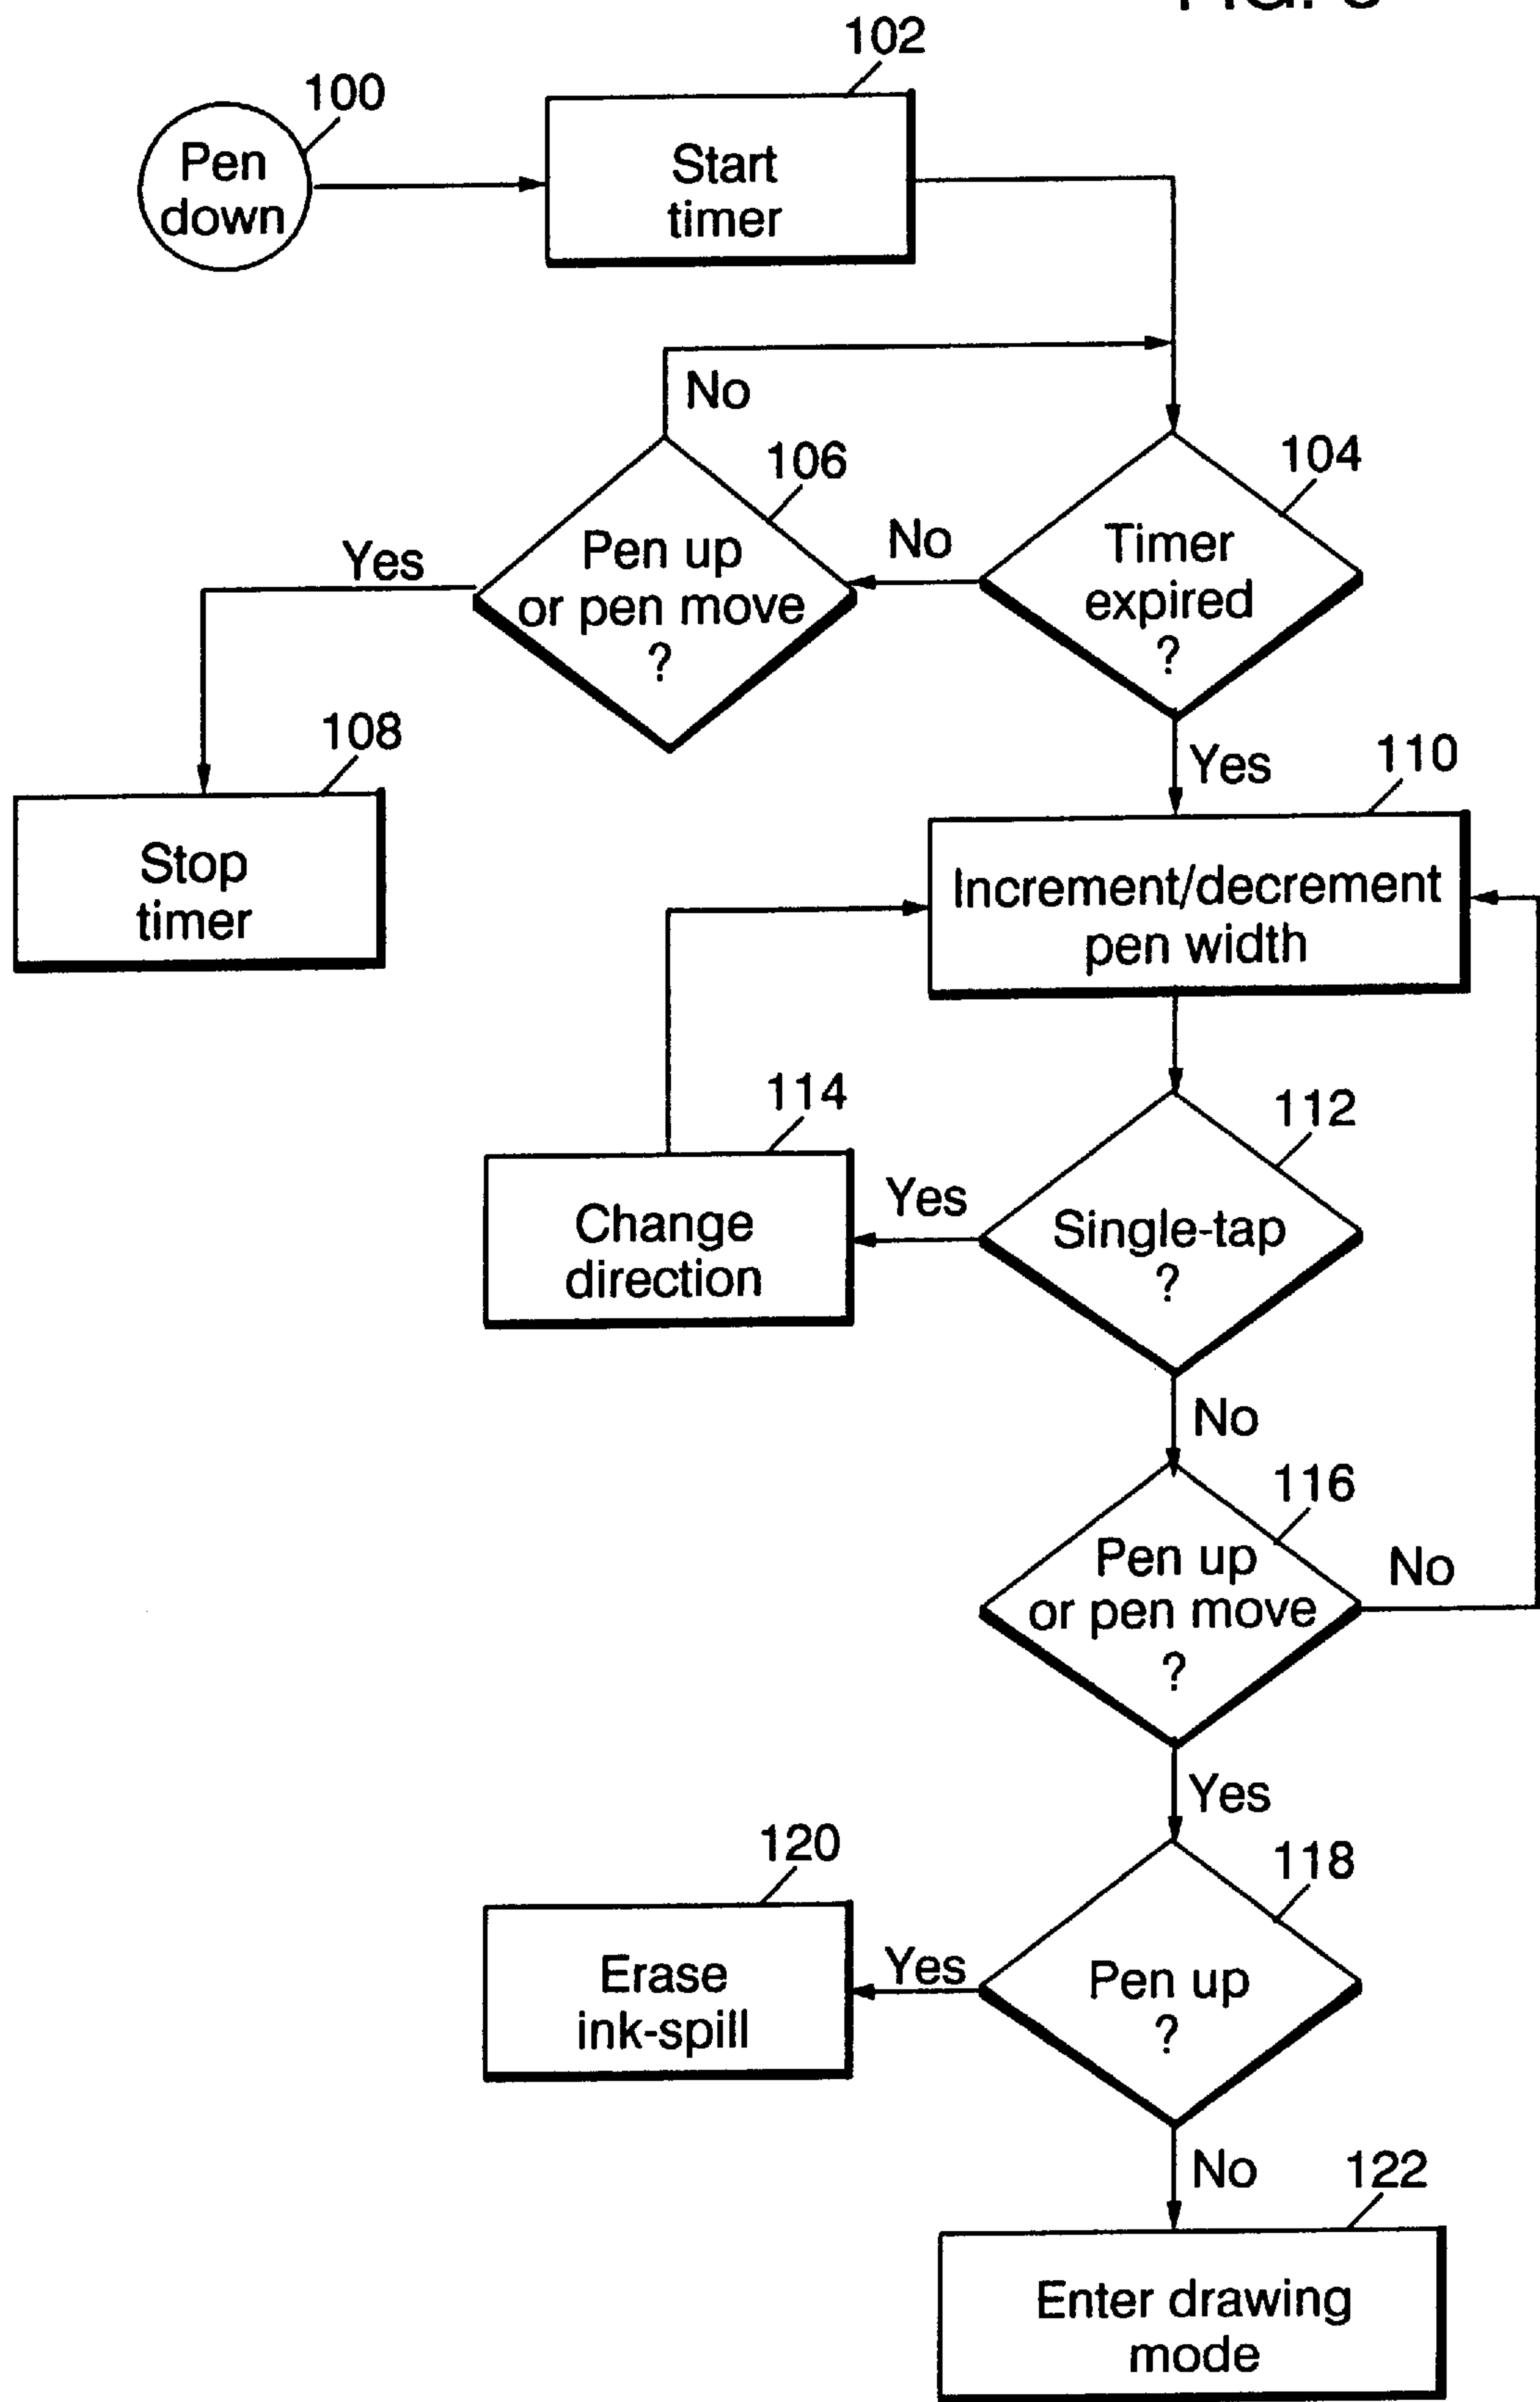 102
100
Pen
down
Start
timer
No
106
104
Yes
Pen up
or pen move
?
No
Timer
expired
?
108
Yes
110
Stop
timer
Increment/decrement
pen width
114
112
Change
direction
Yes
Single-tap
?
No
116
Pen up
or pen move
?
No
Yes
120
118
Erase
ink-spill
Yes
Pen up
?
No
122
Enter drawing
mode